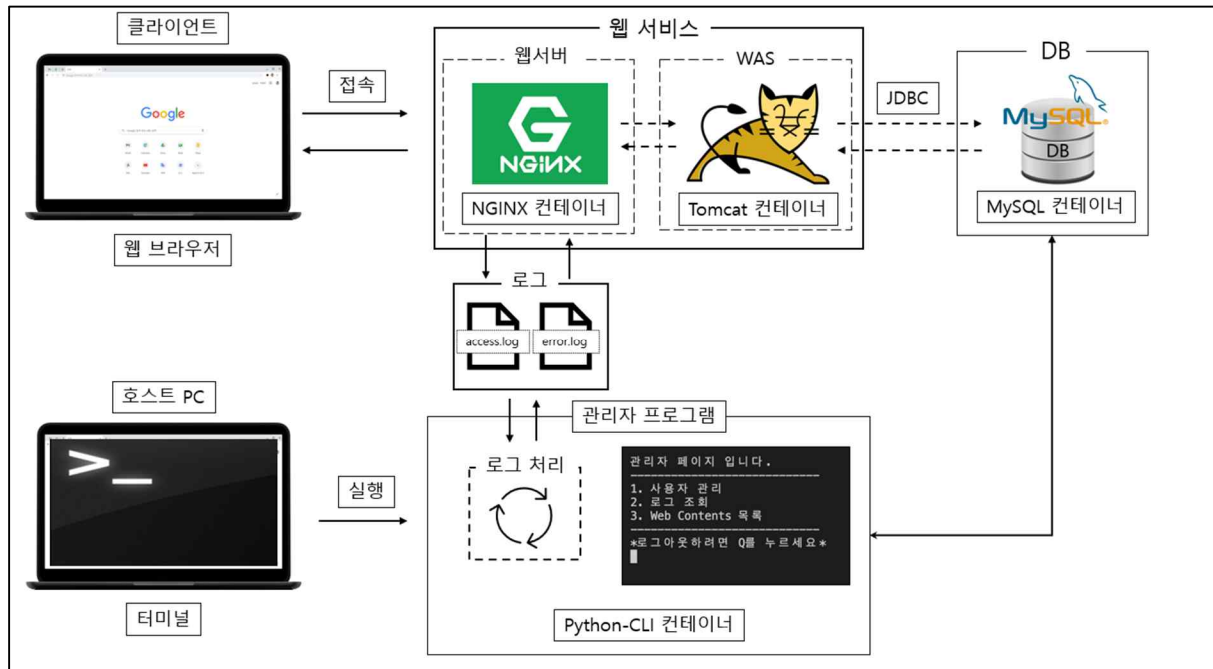 클라이언트
Google
웹 브라우저
접속
웹 서비스
웹서버
NGINX
NGINX 컨테이너
WAS
Tomcat 컨테이너
JDBC
DB
MySQL
DB
MySQL 컨테이너
로그
access.log
error.log
호스트 PC
터미널
>_
실행
관리자 프로그램
로그 처리
관리자 페이지 입니다.
----------------------------
1. 사용자 관리
2. 로그 조회
3. Web Contents 목록
----------------------------
*로그아웃하려면 Q를 누르세요*
Python-CLI 컨테이너